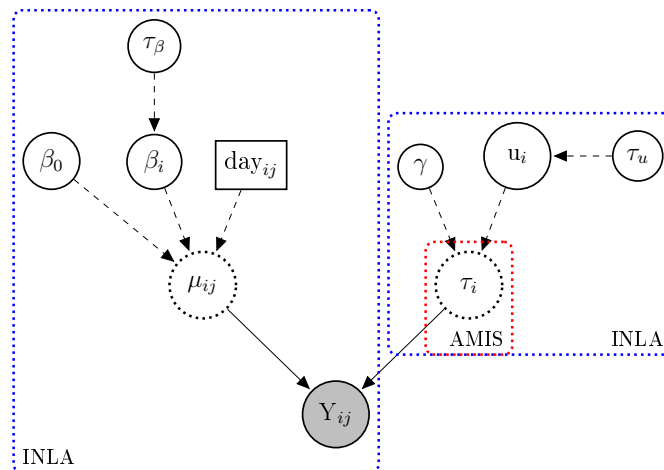 τ_β
β_0
β_i
day_ij
γ
u_i
τ_u
μ_ij
τ_i
AMIS
INLA
Y_ij
INLA